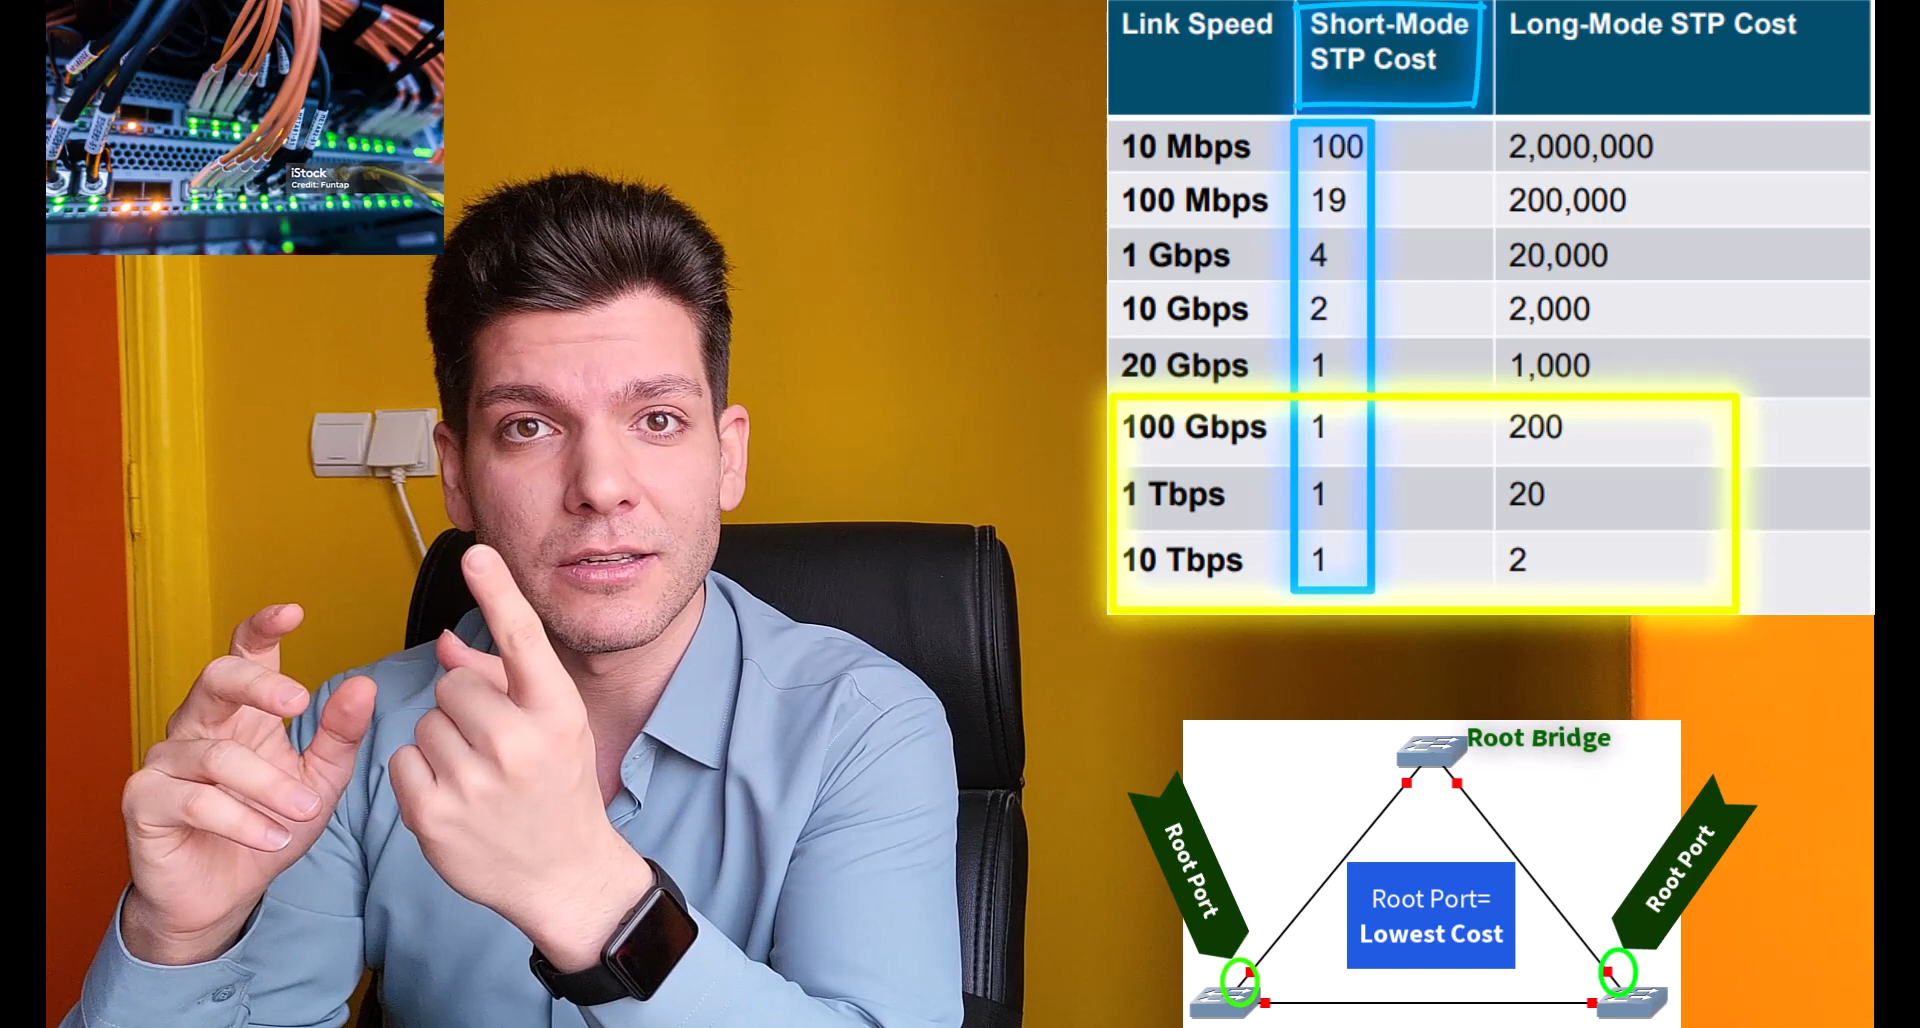 iStock
Credit: Funtap
Link Speed Short-Mode STP Cost Long-Mode STP Cost
10 Mbps 100 2,000,000
100 Mbps 19 200,000
1 Gbps 4 20,000
10 Gbps 2 2,000
20 Gbps 1 1,000
100 Gbps 1 200
1 Tbps 1 20
10 Tbps 1 2
Root Bridge
Root Port
Root Port
Root Port=
Lowest Cost